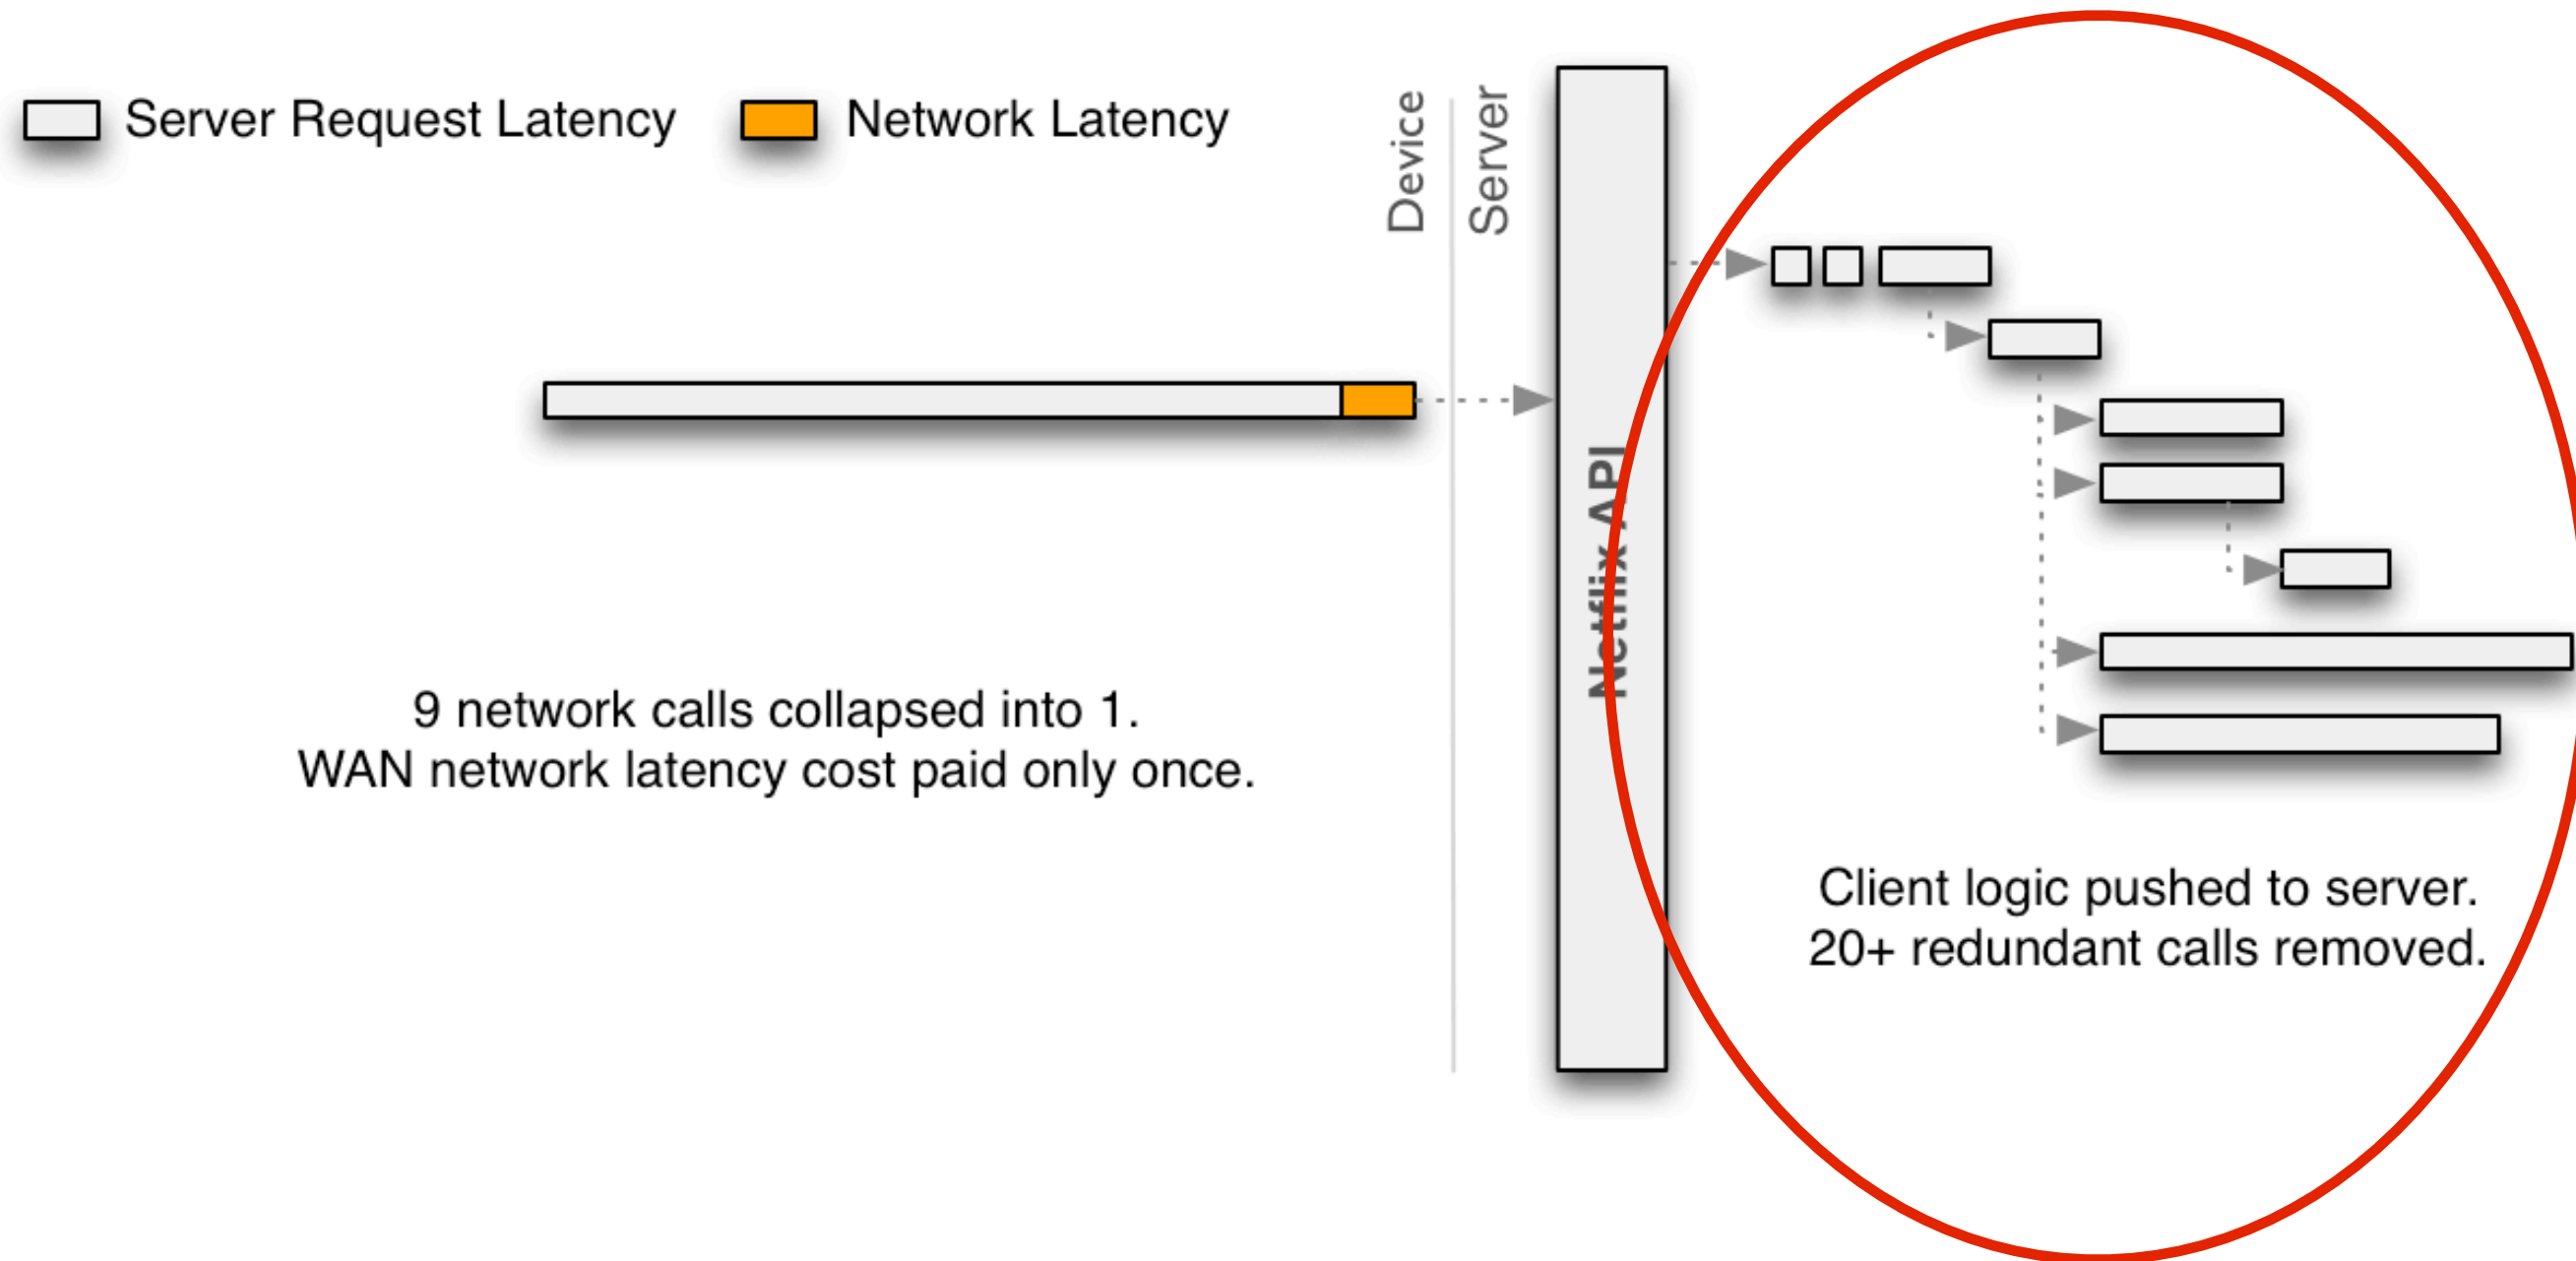 Server Request Latency
Network Latency
Device
Server
Netflix API
9 network calls collapsed into 1.
WAN network latency cost paid only once.
Client logic pushed to server.
20+ redundant calls removed.